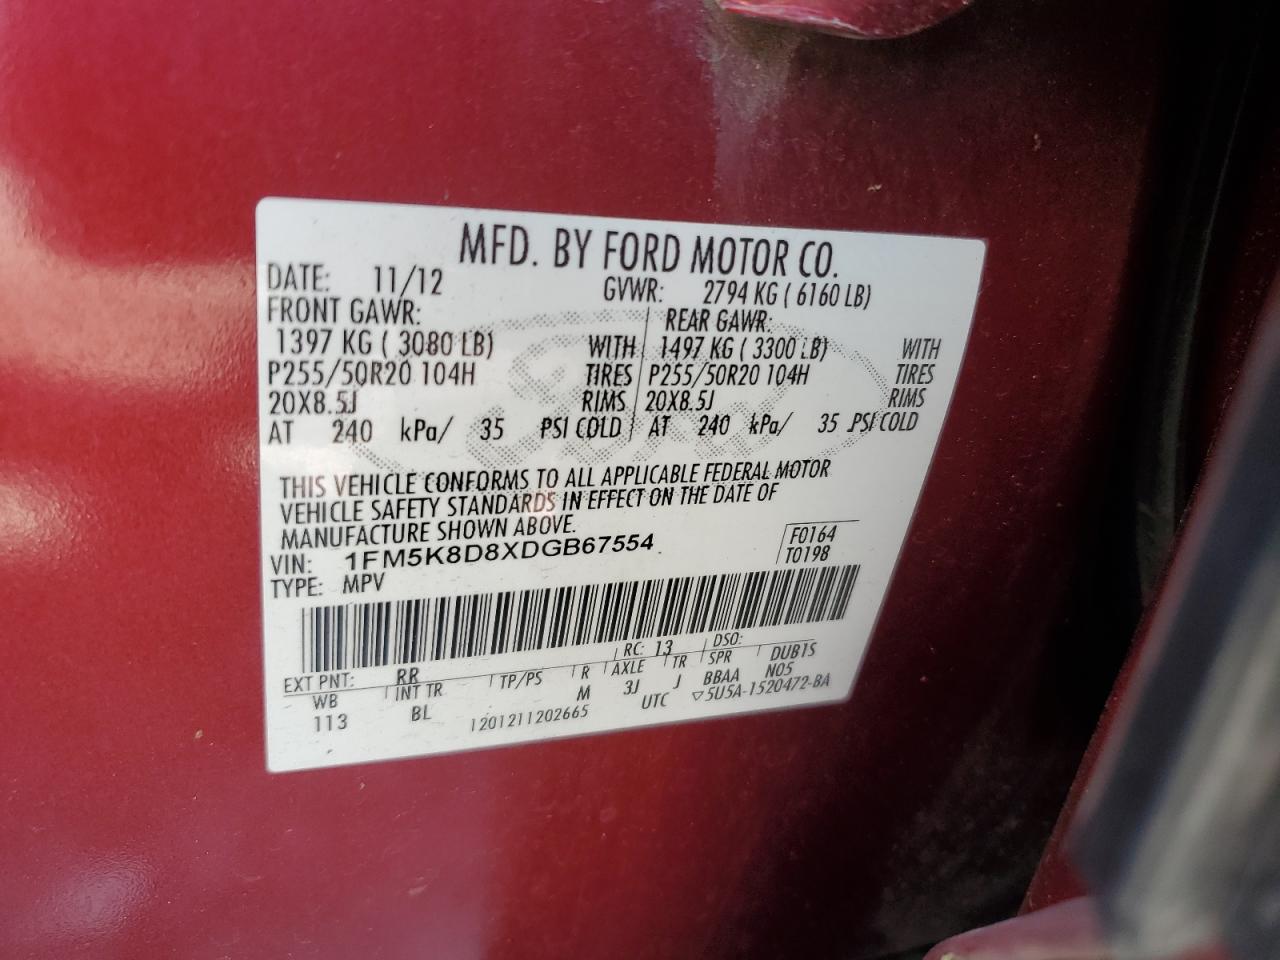 MFD. BY FORD MOTOR CO.
DATE: 11/12 GVWR: 2794 KG ( 6160 LB)
FRONT GAWR: REAR GAWR:
1397 KG ( 3080 LB) WITH 1497 KG ( 3300 LB) WITH
P255/50R20 104H TIRES P255/50R20 104H TIRES
20X8.5J RIMS 20X8.5J RIMS
AT 240 kPa/ 35 PSI COLD AT 240 kPa/ 35 PSI COLD
THIS VEHICLE CONFORMS TO ALL APPLICABLE FEDERAL MOTOR
VEHICLE SAFETY STANDARDS IN EFFECT ON THE DATE OF
MANUFACTURE SHOWN ABOVE.
VIN: 1FM5K8D8XDGB67554 F0164
TYPE: MPV T0198
EXT PNT: RR RC: 13 DSO:
WB INT TR TP/PS R AXLE TR SPR DUB1S
113 BL M 3J J BBAA N05
1201211202665 UTC ▽5U5A-1520472-BA